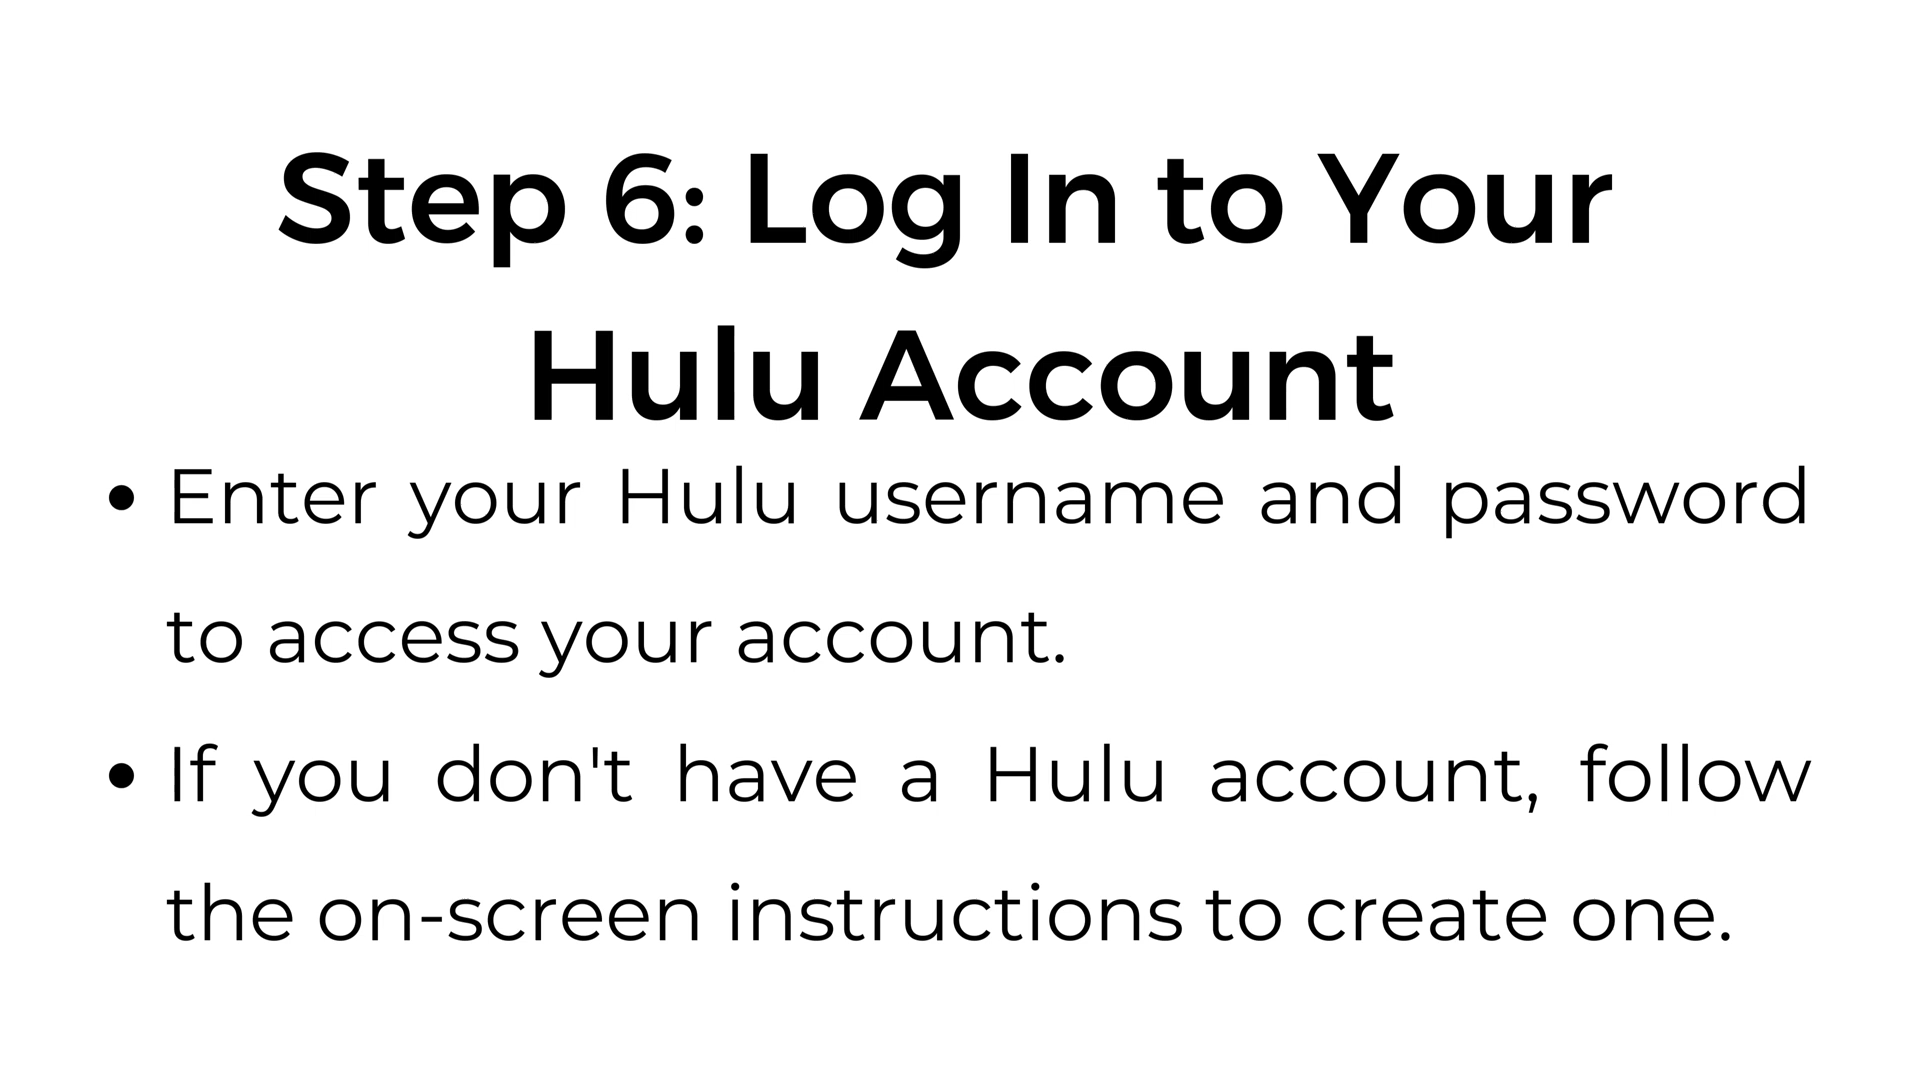 Step 6: Log In to Your
Hulu Account
• Enter your Hulu username and password
to access your account.
• If you don't have a Hulu account, follow
the on-screen instructions to create one.